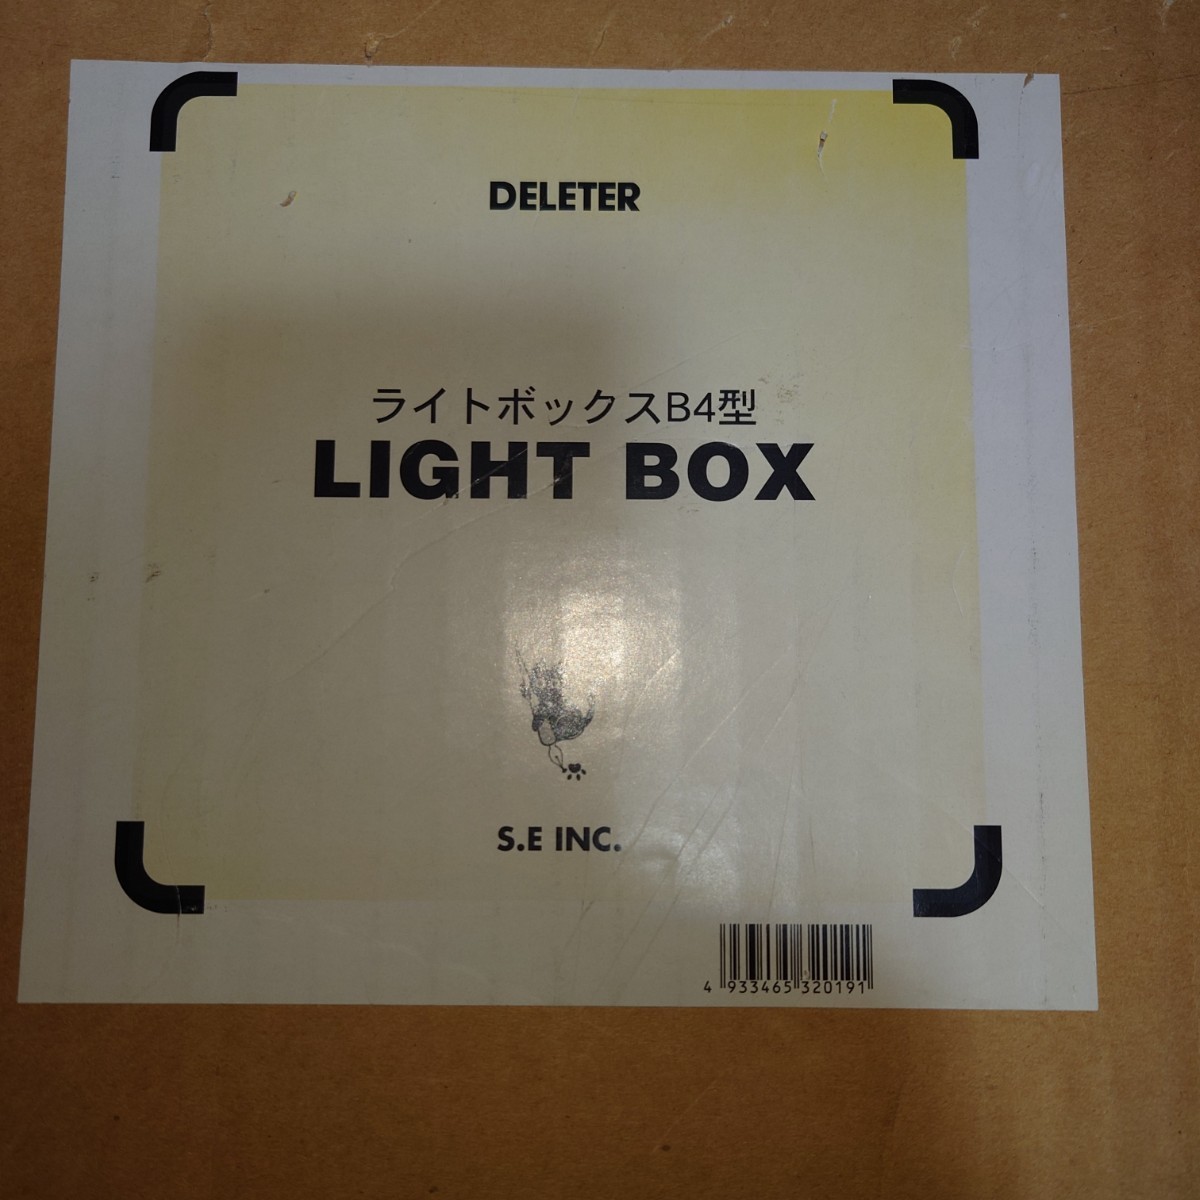 DELETER
ライトボックスB4型
LIGHT BOX
S.E INC.
4 933465 320191